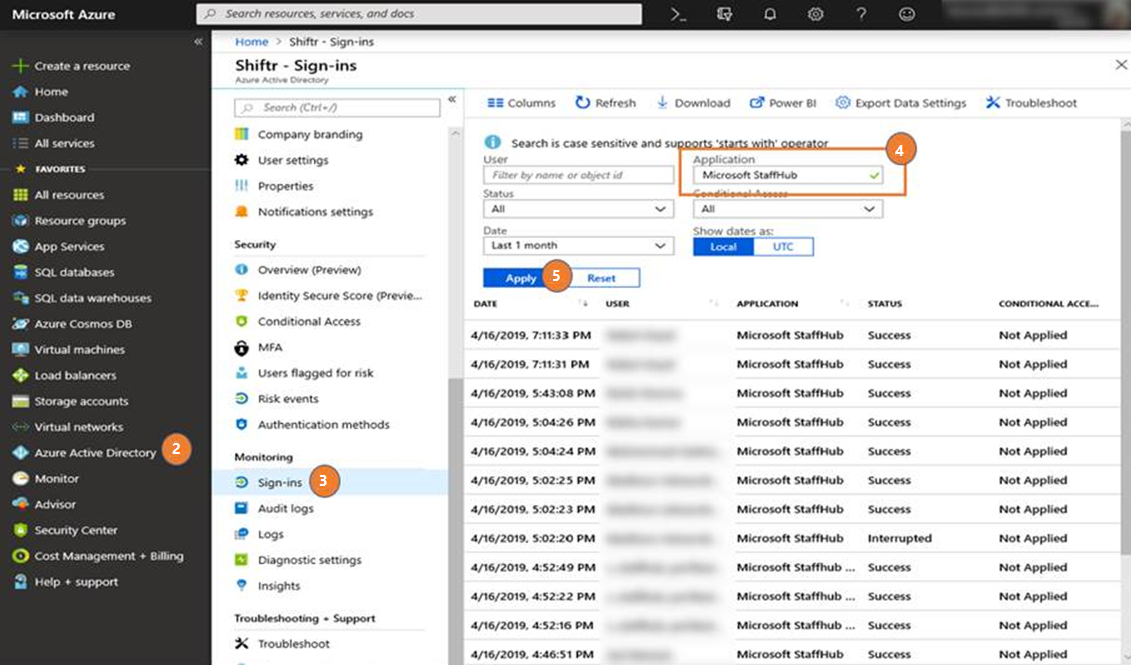 Microsoft Azure
Search resources, services, and docs
Create a resource
Home
Dashboard
All services
FAVORITES
All resources
Resource groups
App Services
SQL databases
SQL data warehouses
Azure Cosmos DB
Virtual machines
Load balancers
Storage accounts
Virtual networks
Azure Active Directory 2
Monitor
Advisor
Security Center
Cost Management + Billing
Help + support
Home > Shiftr - Sign-ins
Shiftr - Sign-ins
Azure Active Directory
Search (Ctrl+/)
Company branding
User settings
Properties
Notifications settings
Security
Overview (Preview)
Identity Secure Score (Previe...
Conditional Access
MFA
Users flagged for risk
Risk events
Authentication methods
Monitoring
Sign-ins 3
Audit logs
Logs
Diagnostic settings
Insights
Troubleshooting + Support
Troubleshoot
Columns Refresh Download Power BI Export Data Settings Troubleshoot
Search is case sensitive and supports 'starts with' operator
4
User Application
Filter by name or object id Microsoft StaffHub
Status Conditional Access
All All
Date Show dates as:
Last 1 month Local UTC
Apply 5 Reset
DATE USER APPLICATION STATUS CONDITIONAL ACCE...
4/16/2019, 7:11:33 PM Microsoft StaffHub Success Not Applied
4/16/2019, 7:11:31 PM Microsoft StaffHub Success Not Applied
4/16/2019, 5:43:08 PM Microsoft StaffHub Success Not Applied
4/16/2019, 5:04:26 PM Microsoft StaffHub Success Not Applied
4/16/2019, 5:04:24 PM Microsoft StaffHub Success Not Applied
4/16/2019, 5:02:25 PM Microsoft StaffHub Success Not Applied
4/16/2019, 5:02:23 PM Microsoft StaffHub Success Not Applied
4/16/2019, 5:02:20 PM Microsoft StaffHub Interrupted Not Applied
4/16/2019, 4:52:49 PM Microsoft Staffhub ... Success Not Applied
4/16/2019, 4:52:22 PM Microsoft Staffhub ... Success Not Applied
4/16/2019, 4:52:16 PM Microsoft Staffhub ... Success Not Applied
4/16/2019, 4:46:51 PM Microsoft StaffHub Success Not Applied